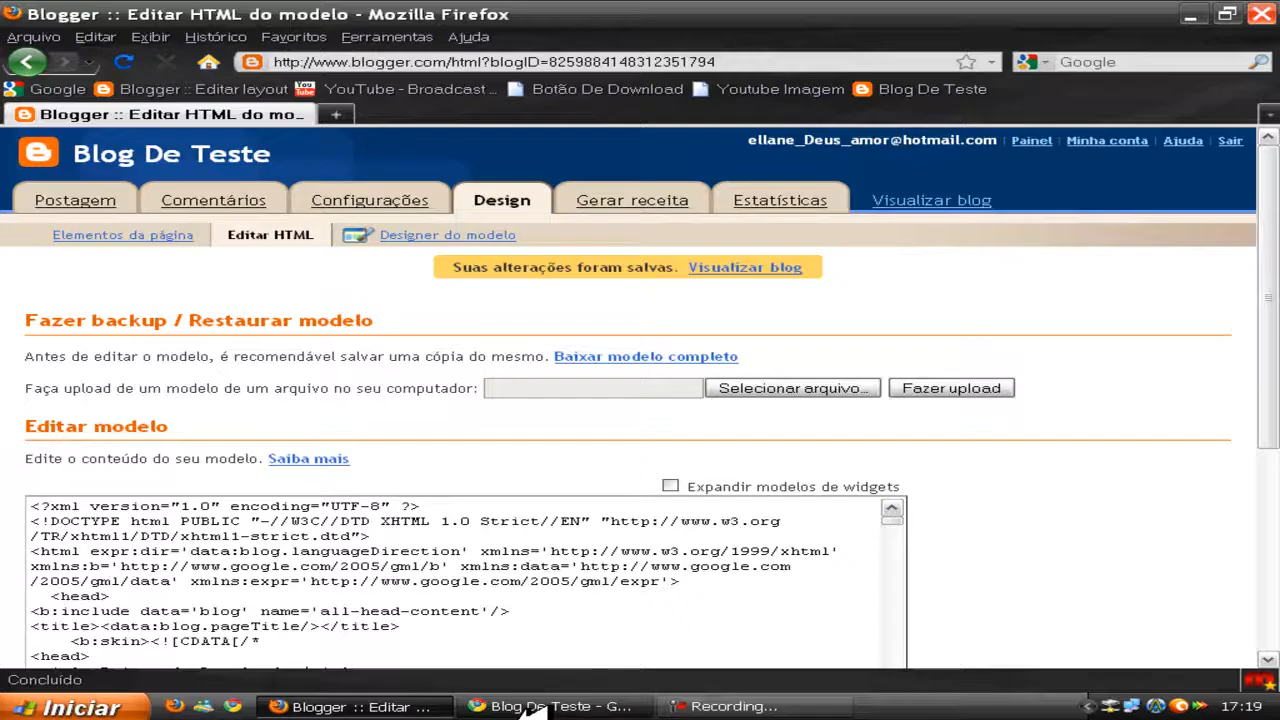 Blogger :: Editar HTML do modelo - Mozilla Firefox
Arquivo Editar Exibir Histórico Favoritos Ferramentas Ajuda
http://www.blogger.com/html?blogID=8259884148312351794
Google
Google Blogger :: Editar layout YouTube - Broadcast... Botão De Download Youtube Imagem Blog De Teste
Blogger :: Editar HTML do mo...
ellane_Deus_amor@hotmail.com | Painel | Minha conta | Ajuda | Sair
Blog De Teste
Postagem Comentários Configurações Design Gerar receita Estatísticas Visualizar blog
Elementos da página Editar HTML Designer do modelo
Suas alterações foram salvas. Visualizar blog
Fazer backup / Restaurar modelo
Antes de editar o modelo, é recomendável salvar uma cópia do mesmo. Baixar modelo completo
Faça upload de um modelo de um arquivo no seu computador: Selecionar arquivo... Fazer upload
Editar modelo
Edite o conteúdo do seu modelo. Saiba mais
Expandir modelos de widgets
<?xml version="1.0" encoding="UTF-8" ?>
<!DOCTYPE html PUBLIC "-//W3C//DTD XHTML 1.0 Strict//EN" "http://www.w3.org
/TR/xhtml1/DTD/xhtml1-strict.dtd">
<html expr:dir='data:blog.languageDirection' xmlns='http://www.w3.org/1999/xhtml'
xmlns:b='http://www.google.com/2005/gml/b' xmlns:data='http://www.google.com
/2005/gml/data' xmlns:expr='http://www.google.com/2005/gml/expr'>
<head>
<b:include data='blog' name='all-head-content'/>
<title><data:blog.pageTitle/></title>
<b:skin><![CDATA[/*
<head>
Concluído
Iniciar Blogger :: Editar ... Blog De Teste - G... Recording... 17:19